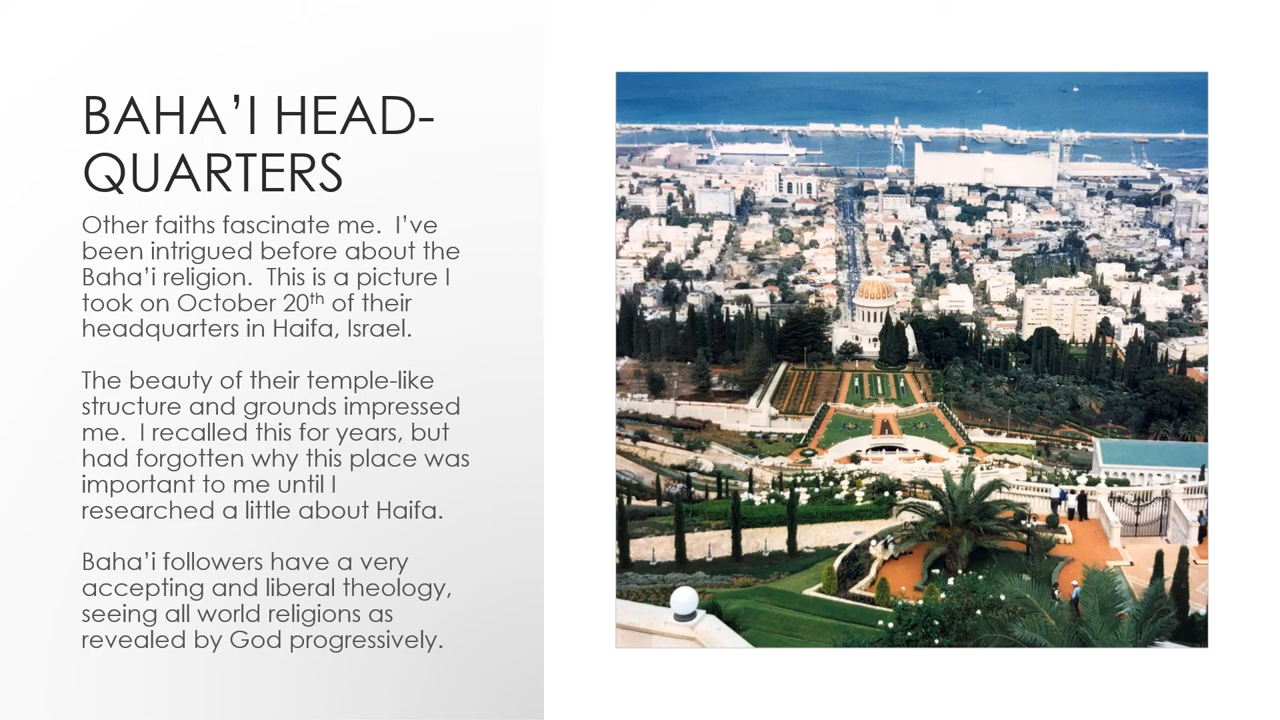 BAHA’I HEAD-
QUARTERS
Other faiths fascinate me.  I’ve
been intrigued before about the
Baha’i religion.  This is a picture I
took on October 20th of their
headquarters in Haifa, Israel.
The beauty of their temple-like
structure and grounds impressed
me.  I recalled this for years, but
had forgotten why this place was
important to me until I
researched a little about Haifa.
Baha’i followers have a very
accepting and liberal theology,
seeing all world religions as
revealed by God progressively.